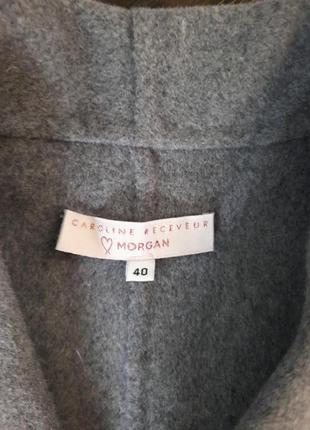 CAROLINE RECEVEUR
♡ MORGAN
40